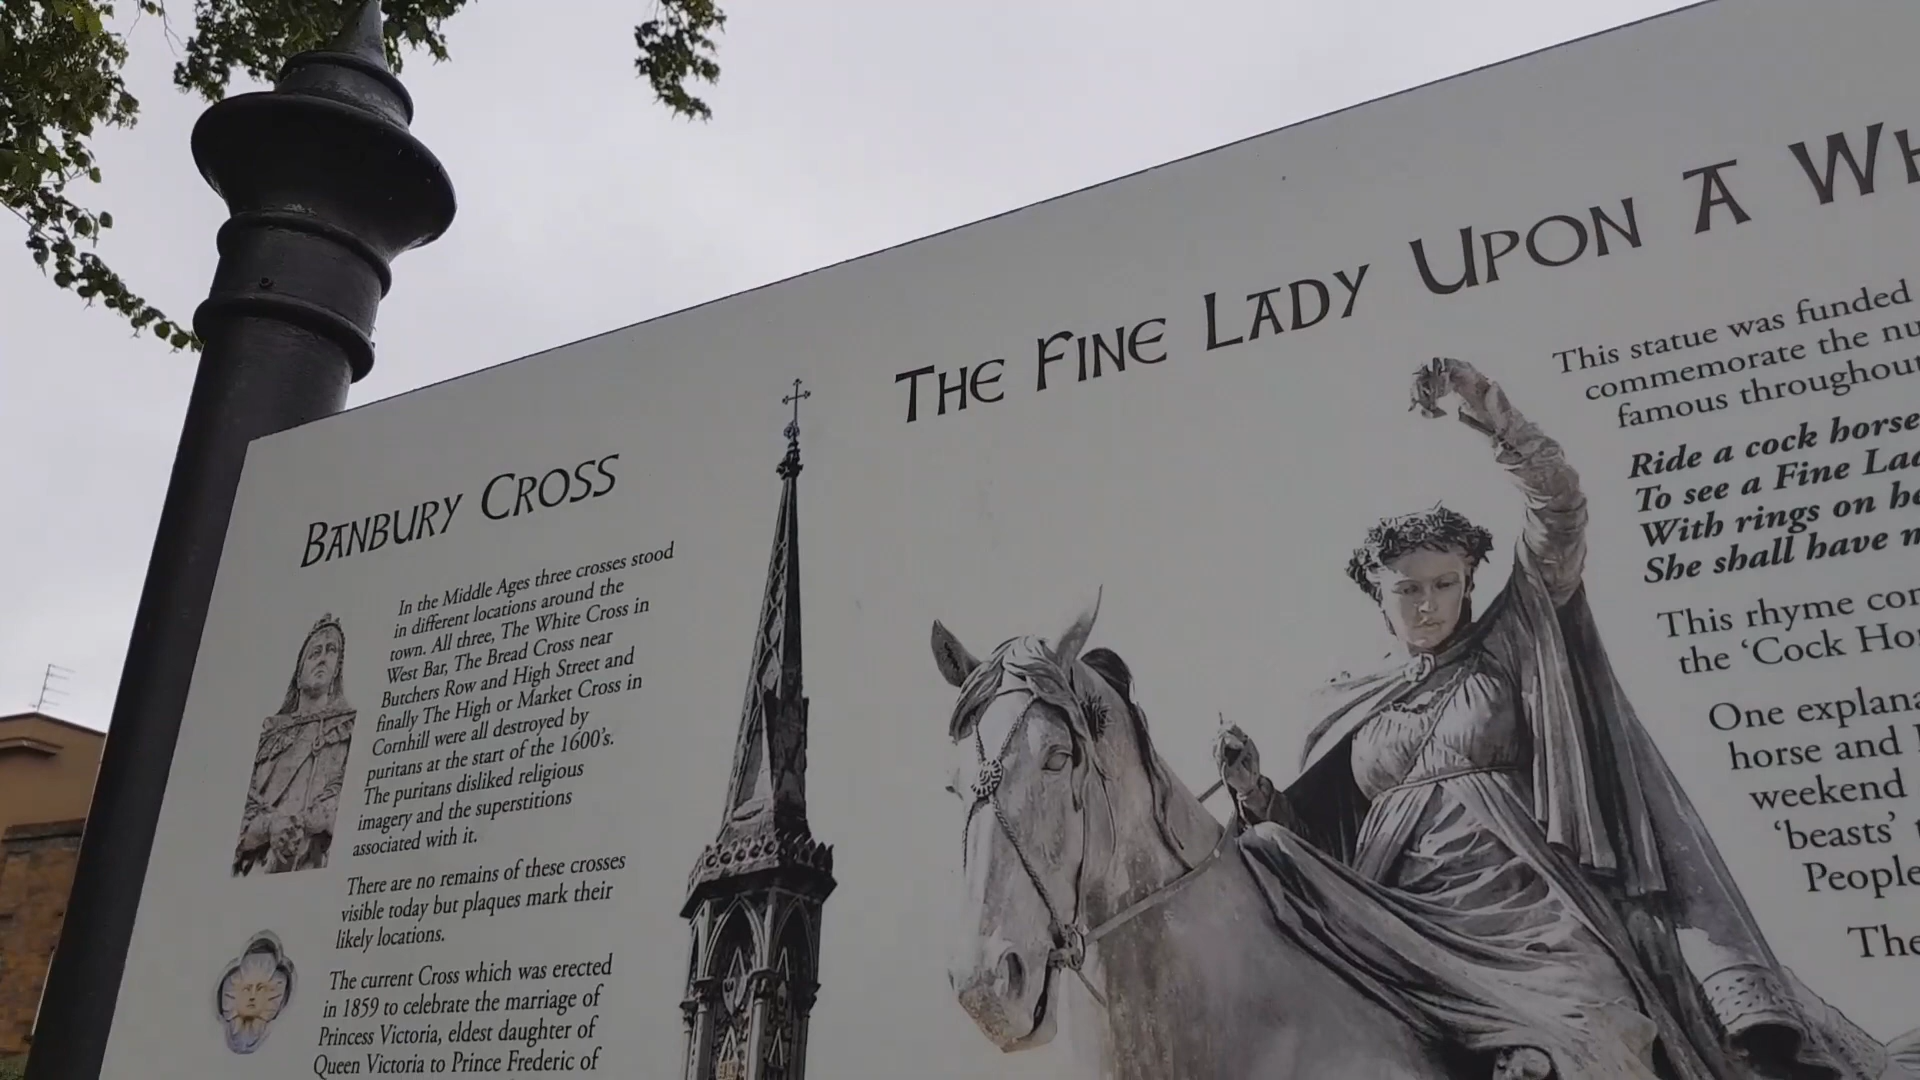 BANBURY CROSS
In the Middle Ages three crosses stood
in different locations around the
town. All three, The White Cross in
West Bar, The Bread Cross near
Butchers Row and High Street and
finally The High or Market Cross in
Cornhill were all destroyed by
puritans at the start of the 1600's.
The puritans disliked religious
imagery and the superstitions
associated with it.
There are no remains of these crosses
visible today but plaques mark their
likely locations.
The current Cross which was erected
in 1859 to celebrate the marriage of
Princess Victoria, eldest daughter of
Queen Victoria to Prince Frederic of
THE FINE LADY UPON A
This statue was funded
commemorate the
famous throughout
Ride a cock horse
To see a Fine
With rings on
She shall have
This rhyme
the 'Cock
One
horse and
weekend
'beasts'
People
The